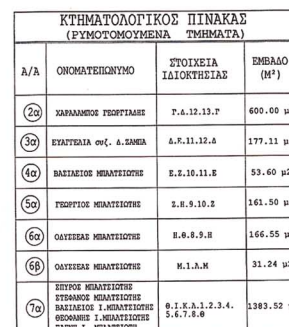 ΚΤΗΜΑΤΟΛΟΓΙΚΟΣ ΠΙΝΑΚΑΣ
(ΡΥΜΟΤΟΜΟΥΜΕΝΑ ΤΜΗΜΑΤΑ)
Α/Α ΟΝΟΜΑΤΕΠΩΝΥΜΟ ΣΤΟΙΧΕΙΑ ΙΔΙΟΚΤΗΣΙΑΣ ΕΜΒΑΔΟ (Μ²)
2α ΧΑΡΑΛΑΜΠΟΣ ΓΕΩΡΓΙΑΔΗΣ Γ.Δ.12.13.Γ 600.00 μ
3α ΕΥΑΓΓΕΛΙΑ συζ. Δ.ΖΑΜΠΑ Δ.Ε.11.12.Δ 177.11 μ
4α ΒΑΣΙΛΕΙΟΣ ΜΠΑΛΤΣΙΩΤΗΣ Ε.Ζ.10.11.Ε 53.60 μ2
5α ΓΕΩΡΓΙΟΣ ΜΠΑΛΤΣΙΩΤΗΣ Ζ.Η.9.10.Ζ 161.50 μ
6α ΟΔΥΣΣΕΑΣ ΜΠΑΛΤΣΙΩΤΗΣ Η.Θ.8.9.Η 166.55 μ
6β ΟΔΥΣΣΕΑΣ ΜΠΑΛΤΣΙΩΤΗΣ Μ.1.Λ.Μ 31.24 μ
7α ΣΠΥΡΟΣ ΜΠΑΛΤΣΙΩΤΗΣ
ΣΤΕΦΑΝΟΣ ΜΠΑΛΤΣΙΩΤΗΣ
ΒΑΣΙΛΕΙΟΣ Ι.ΜΠΑΛΤΣΙΩΤΗΣ Θ.Ι.Κ.Λ.1.2.3.4. 1383.52
ΘΕΟΦΑΝΗΣ Ι.ΜΠΑΛΤΣΙΩΤΗΣ 5.6.7.8.Θ